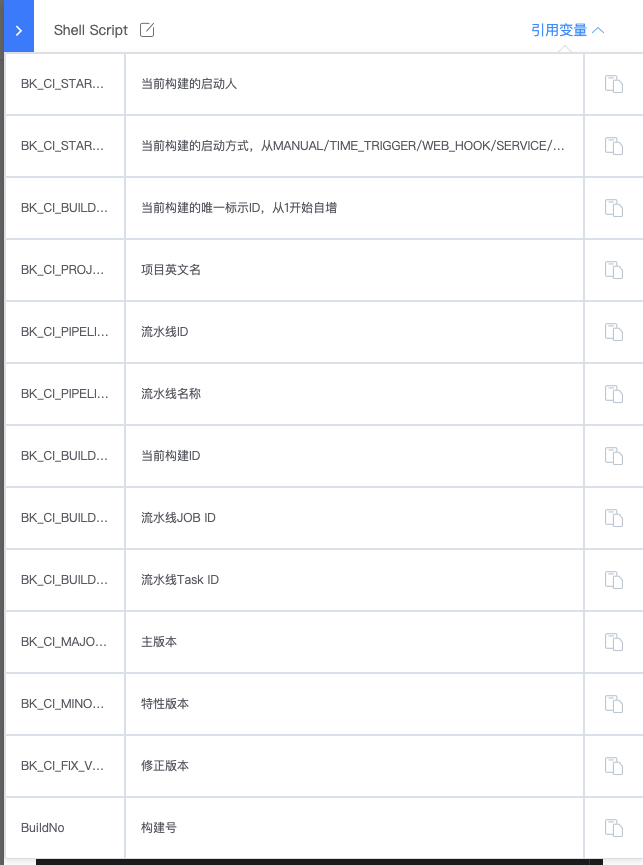 Shell Script
引用变量
BK_CI_STAR... 当前构建的启动人
BK_CI_STAR... 当前构建的启动方式，从MANUAL/TIME_TRIGGER/WEB_HOOK/SERVICE/...
BK_CI_BUILD... 当前构建的唯一标示ID，从1开始自增
BK_CI_PROJ... 项目英文名
BK_CI_PIPELI... 流水线ID
BK_CI_PIPELI... 流水线名称
BK_CI_BUILD... 当前构建ID
BK_CI_BUILD... 流水线JOB ID
BK_CI_BUILD... 流水线Task ID
BK_CI_MAJO... 主版本
BK_CI_MINO... 特性版本
BK_CI_FIX_V... 修正版本
BuildNo 构建号